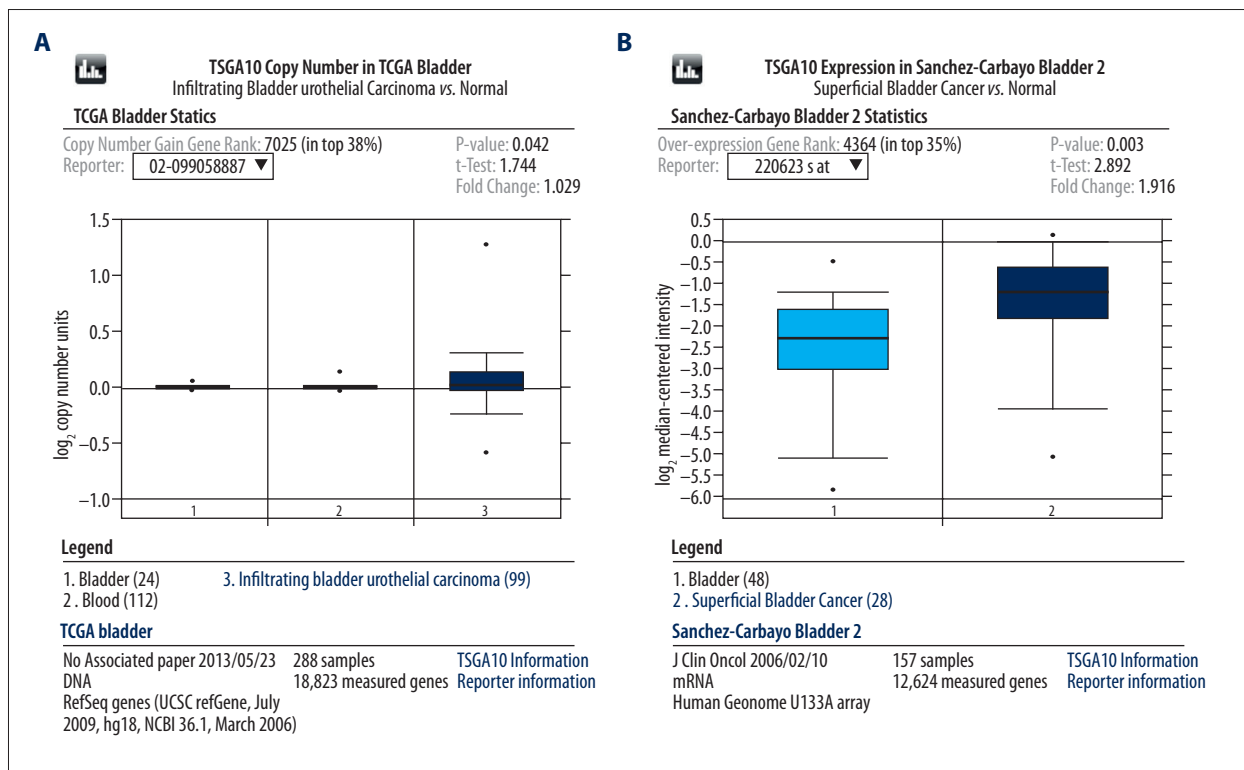 A
TSGA10 Copy Number in TCGA Bladder
Infiltrating Bladder urothelial Carcinoma vs. Normal
TCGA Bladder Statics
Copy Number Gain Gene Rank: 7025 (in top 38%)
Reporter: 02-099058887 ▼
P-value: 0.042
t-Test: 1.744
Fold Change: 1.029
log2 copy number units
1.5
1.0
0.5
0.0
−0.5
−1.0
1 2 3
Legend
1. Bladder (24) 3. Infiltrating bladder urothelial carcinoma (99)
2 . Blood (112)
TCGA bladder
No Associated paper 2013/05/23 288 samples TSGA10 Information
DNA 18,823 measured genes Reporter information
RefSeq genes (UCSC refGene, July
2009, hg18, NCBI 36.1, March 2006)
B
TSGA10 Expression in Sanchez-Carbayo Bladder 2
Superficial Bladder Cancer vs. Normal
Sanchez-Carbayo Bladder 2 Statistics
Over-expression Gene Rank: 4364 (in top 35%)
Reporter: 220623 s at ▼
P-value: 0.003
t-Test: 2.892
Fold Change: 1.916
log2 median-centered intensity
0.5
0.0
−0.5
−1.0
−1.5
−2.0
−2.5
−3.0
−3.5
−4.0
−4.5
−5.0
−5.5
−6.0
1 2
Legend
1. Bladder (48)
2 . Superficial Bladder Cancer (28)
Sanchez-Carbayo Bladder 2
J Clin Oncol 2006/02/10 157 samples TSGA10 Information
mRNA 12,624 measured genes Reporter information
Human Geonome U133A array